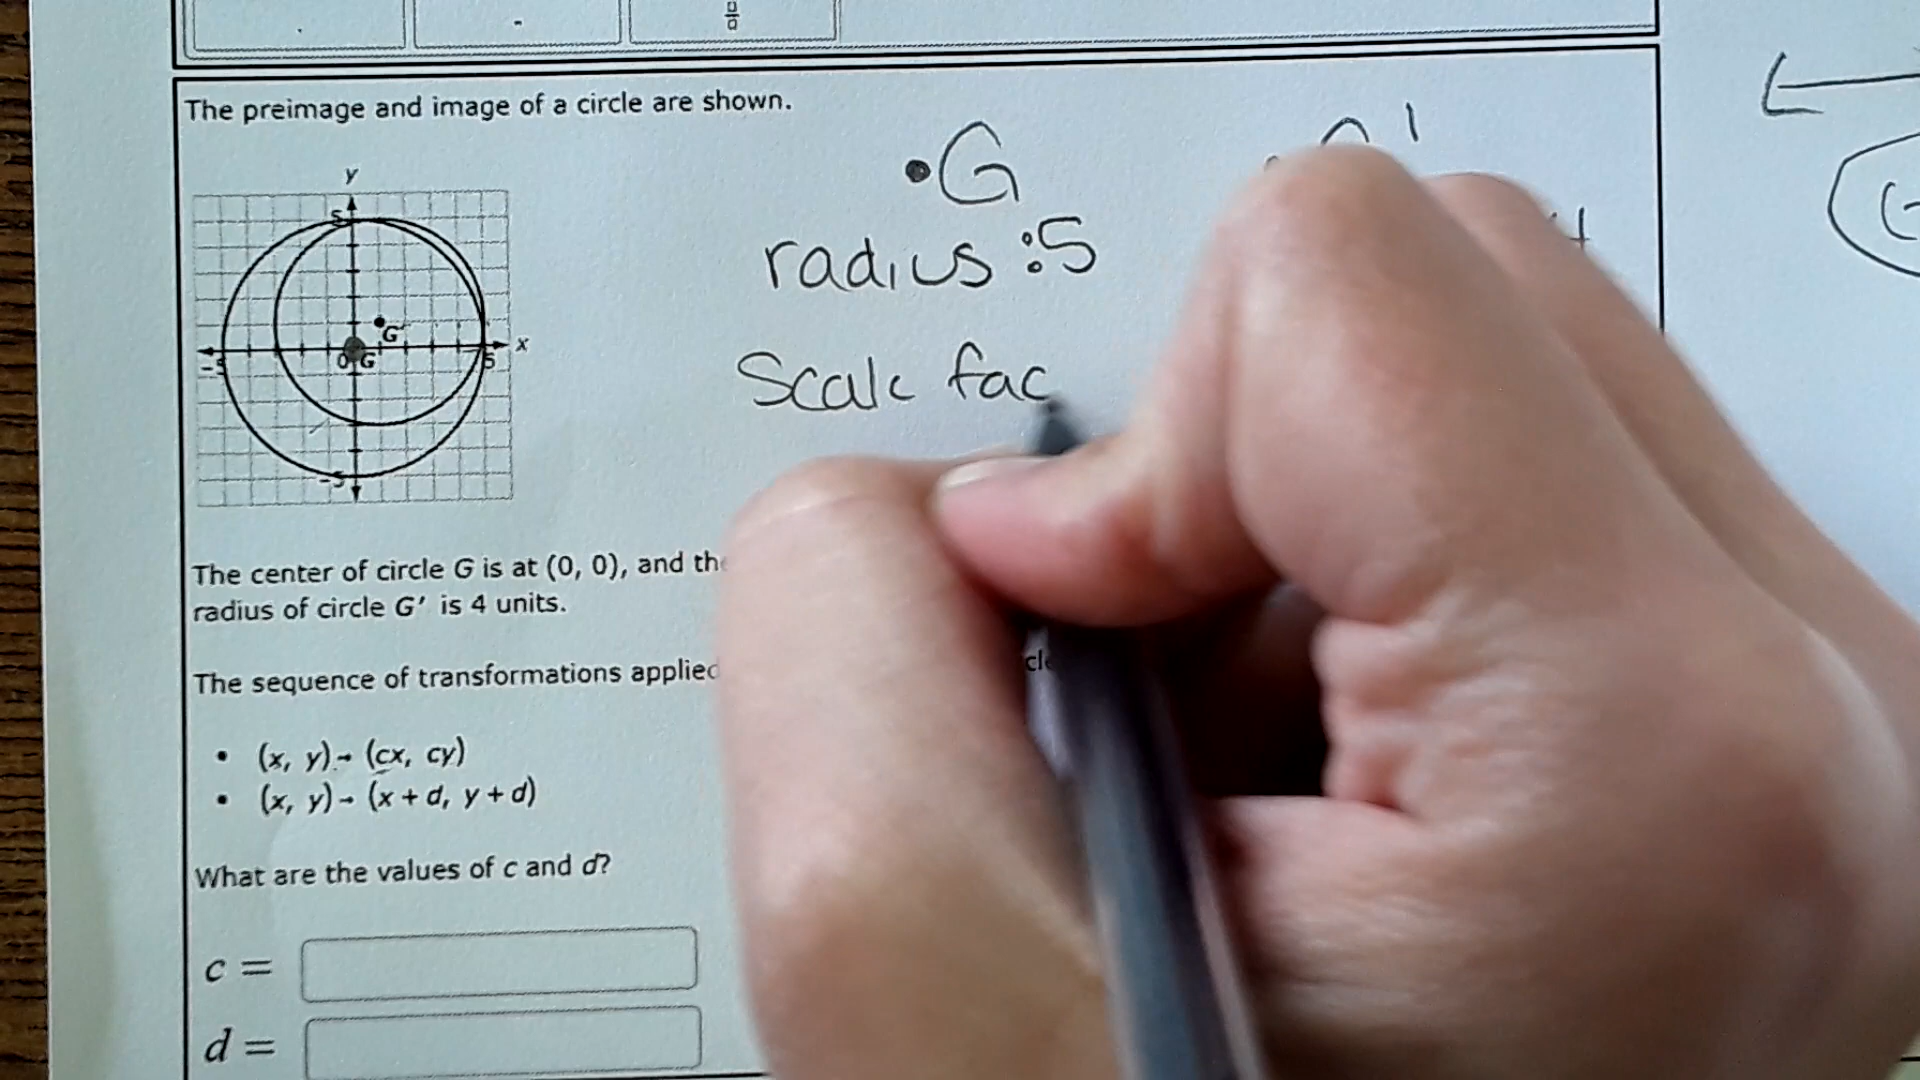 The preimage and image of a circle are shown.
•G
radius : 5
Scale fac
y
5
G'
x
-5
0
G
5
-5
The center of circle G is at (0, 0), and the
radius of circle G′ is 4 units.
The sequence of transformations applied
• (x, y) → (cx, cy)
• (x, y) → (x + d, y + d)
What are the values of c and d?
c =
d =